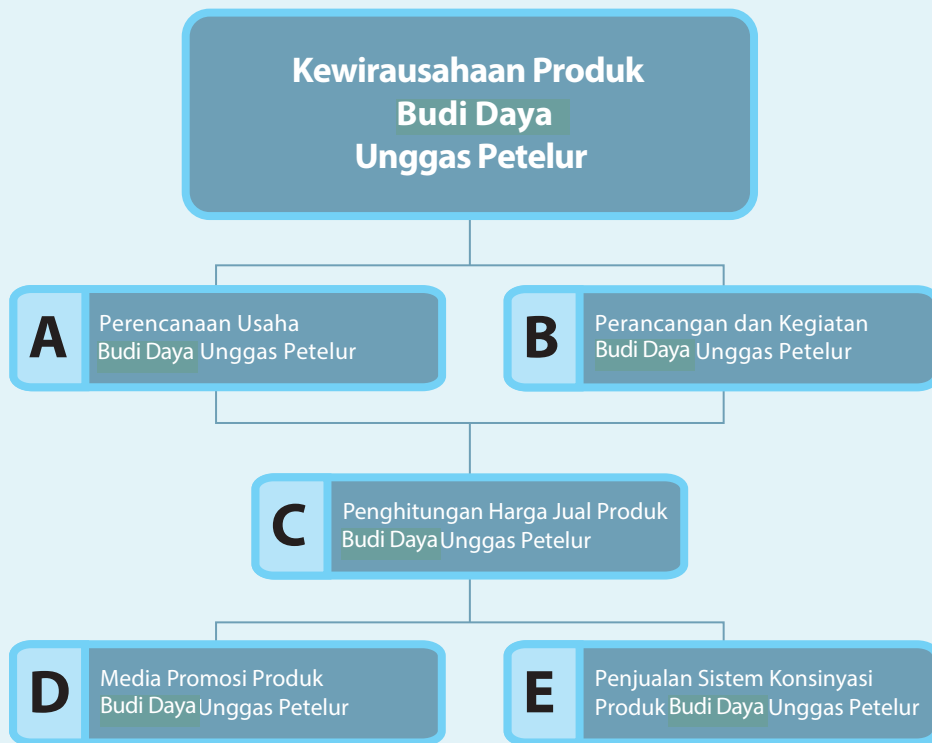 Kewirausahaan Produk
Budi Daya
Unggas Petelur
A
Perencanaan Usaha
Budi Daya Unggas Petelur
B
Perancangan dan Kegiatan
Budi Daya Unggas Petelur
C
Penghitungan Harga Jual Produk
Budi Daya Unggas Petelur
D
Media Promosi Produk
Budi Daya Unggas Petelur
E
Penjualan Sistem Konsinyasi
Produk Budi Daya Unggas Petelur